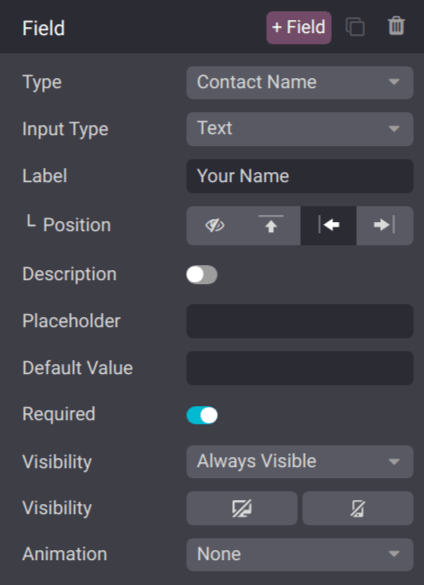 Field + Field
Type Contact Name
Input Type Text
Label Your Name
Position
Description
Placeholder
Default Value
Required
Visibility Always Visible
Visibility
Animation None